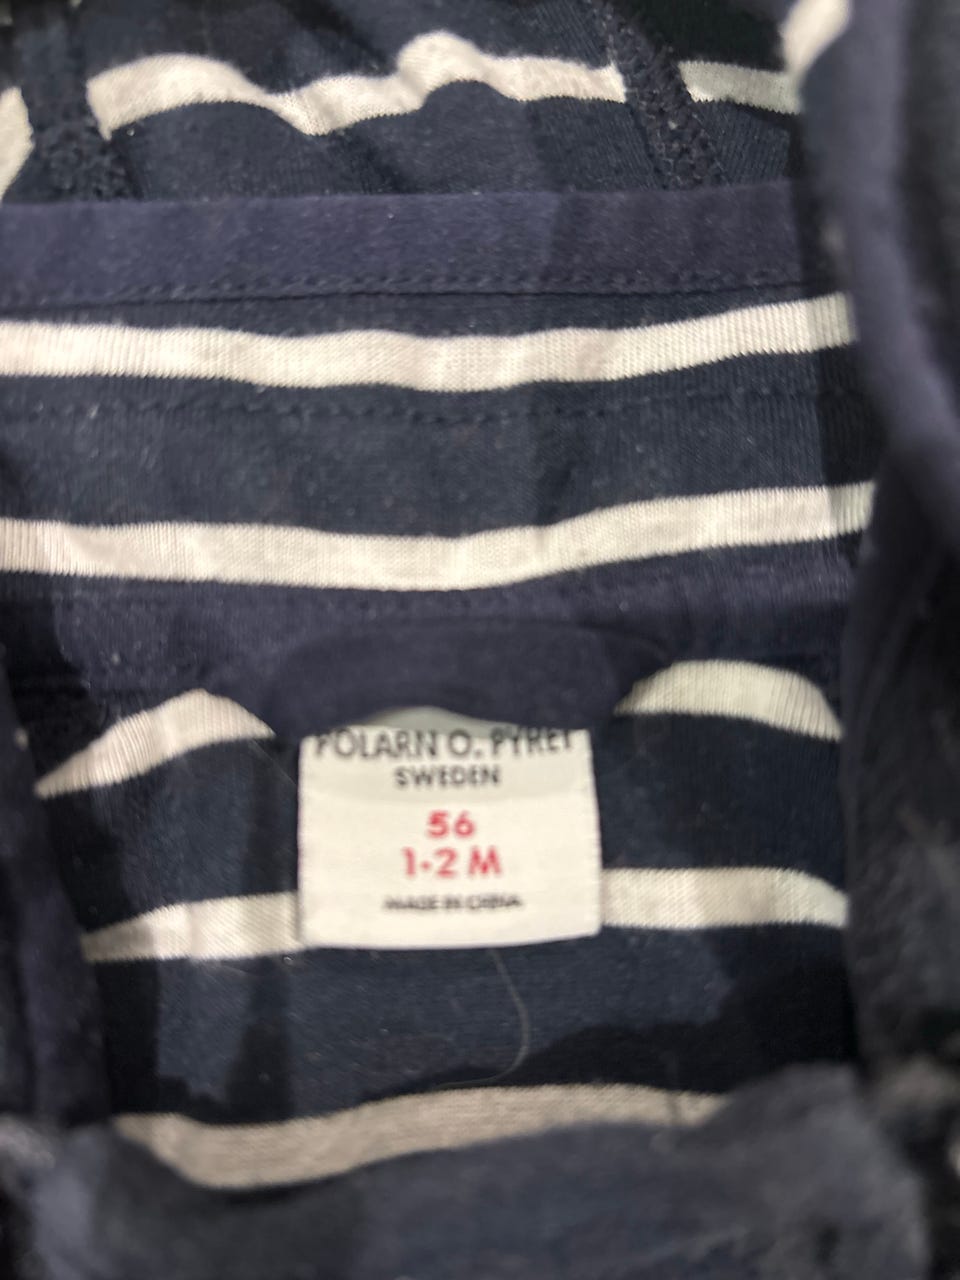 POLARN O. PYRET
SWEDEN
56
1-2 M
MADE IN CHINA